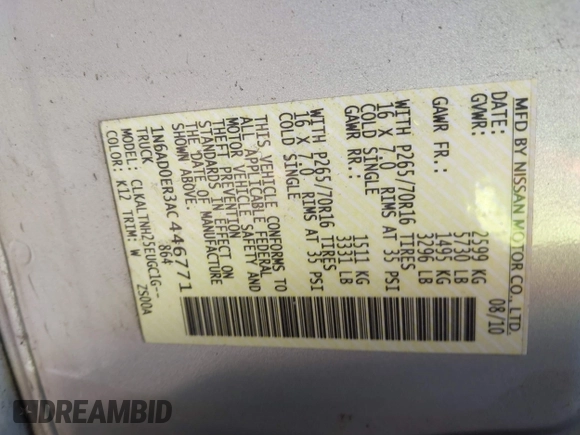 MFD BY NISSAN MOTOR CO., LTD.
DATE: 08/10
GVWR: 2599 KG
5730 LB
GAWR FR.: 1495 KG
3296 LB
WITH P265/70R16 TIRES
16 X 7.0 RIMS AT 35 PSI
COLD SINGLE
GAWR RR.: 1511 KG
3331 LB
WITH P265/70R16 TIRES
16 X 7.0 RIMS AT 35 PSI
COLD SINGLE
THIS VEHICLE CONFORMS TO
ALL APPLICABLE FEDERAL
MOTOR VEHICLE SAFETY AND
THEFT PREVENTION
STANDARDS IN EFFECT ON
THE DATE OF MANUFACTURE
SHOWN ABOVE.
1N6AD0ER3AC446771
TRUCK 864
MODEL: CLKALTNH25EUGC1G--
COLOR: K12 TRIM: W ZS00A
DREAMBID